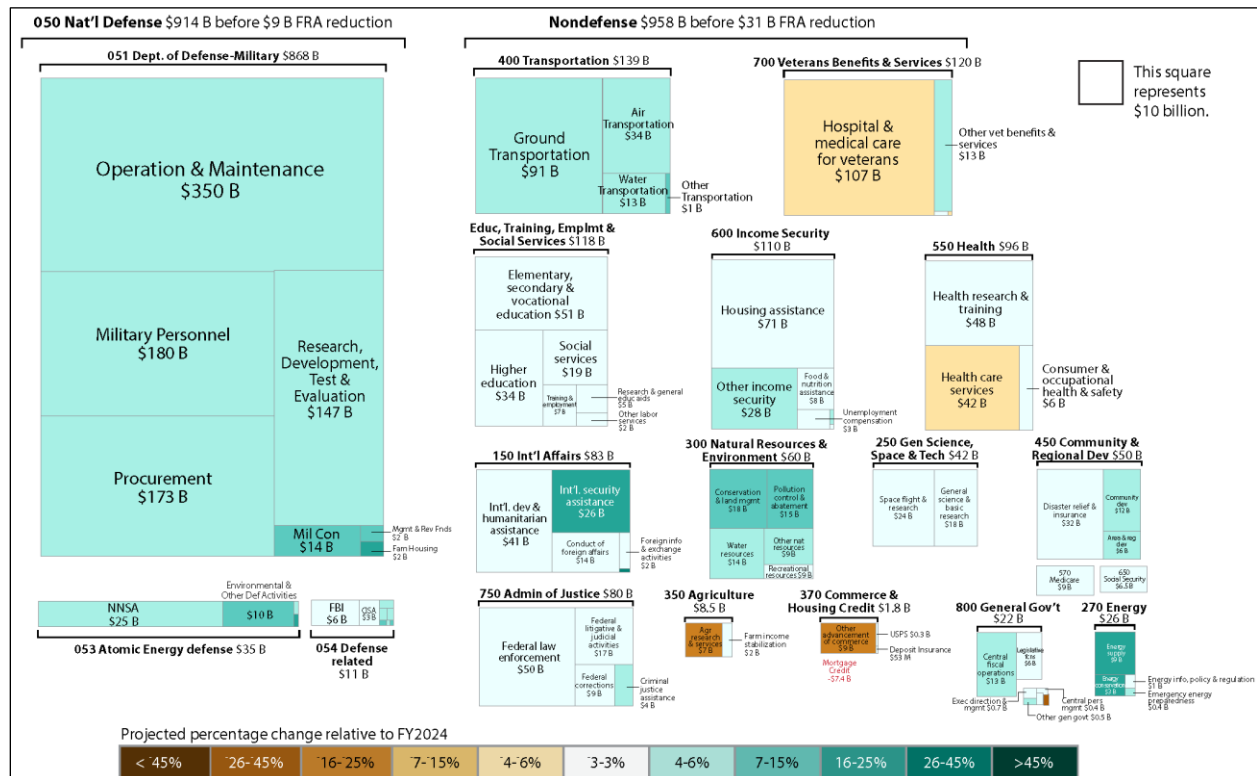 050 Nat'l Defense $914 B before $9 B FRA reduction
Nondefense $958 B before $31 B FRA reduction
051 Dept. of Defense-Military $868 B
Operation & Maintenance
$350 B
Military Personnel
$180 B
Research,
Development,
Test &
Evaluation
$147 B
Procurement
$173 B
Mil Con
$14 B
Mgmt & Rev Fnds
$2 B
Fam Housing
$2 B
Environmental &
Other Def Activities
NNSA
$25 B
$10 B
053 Atomic Energy defense $35 B
FBI
$6 B
CISA
$3 B
054 Defense
related
$11 B
400 Transportation $139 B
Ground
Transportation
$91 B
Air
Transportation
$34 B
Water
Transportation
$13 B
Other
Transportation
$1 B
700 Veterans Benefits & Services $120 B
Hospital &
medical care
for veterans
$107 B
Other vet benefits &
services
$13 B
This square
represents
$10 billion.
Educ, Training, Emplmt &
Social Services $118 B
Elementary,
secondary &
vocational
education $51 B
Higher
education
$34 B
Social
services
$19 B
Training &
employment
$7 B
Research & general
educ aids
$5 B
Other labor
services
$2 B
600 Income Security
$110 B
Housing assistance
$71 B
Other income
security
$28 B
Food &
nutrition
assistance
$8 B
Unemployment
compensation
$3 B
550 Health $96 B
Health research &
training
$48 B
Health care
services
$42 B
Consumer &
occupational
health & safety
$6 B
150 Int'l Affairs $83 B
Int'l. dev &
humanitarian
assistance
$41 B
Int'l. security
assistance
$26 B
Conduct of
foreign affairs
$14 B
Foreign info
& exchange
activities
$2 B
300 Natural Resources &
Environment $60 B
Conservation
& land mgmt
$18 B
Pollution
control &
abatement
$15 B
Water
resources
$14 B
Other nat
resources
$9 B
Recreational
resources $9 B
250 Gen Science,
Space & Tech $42 B
Space flight &
research
$24 B
General
science &
basic
research
$18 B
450 Community &
Regional Dev $50 B
Disaster relief &
insurance
$32 B
Community
dev
$12 B
Area & reg
dev
$6 B
570
Medicare
$9 B
650
Social Security
$6.5 B
750 Admin of Justice $80 B
Federal law
enforcement
$50 B
Federal
litigative &
judicial
activities
$17 B
Federal
corrections
$9 B
Criminal
justice
assistance
$4 B
350 Agriculture
$8.5 B
Agr
research
& services
$7 B
Farm income
stabilization
$2 B
370 Commerce &
Housing Credit $1.8 B
Other
advancement
of commerce
$9 B
USPS $0.3 B
Deposit Insurance
$53 M
Mortgage
Credit
-$7.4 B
800 General Gov't
$22 B
Central
fiscal
operations
$13 B
Legislative
$6 B
Exec direction &
mgmt $0.7 B
Central pers
mgmt $0.4 B
Other gen govt $0.5 B
270 Energy
$26 B
Energy
supply
$9 B
Energy
conservation
$3 B
Energy info, policy & regulation
$1 B
Emergency energy
preparedness
$0.4 B
Projected percentage change relative to FY2024
< -45%
-26--45%
-16--25%
-7--15%
-4--6%
-3-3%
4-6%
7-15%
16-25%
26-45%
>45%